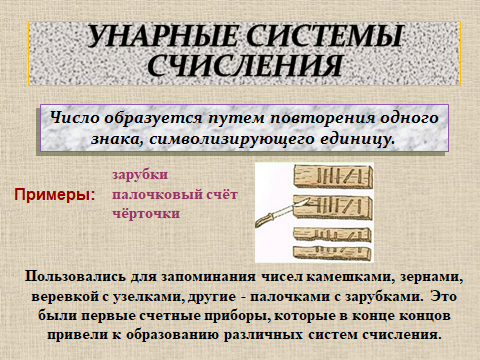 УНАРНЫЕ СИСТЕМЫ
СЧИСЛЕНИЯ
Число образуется путем повторения одного
знака, символизирующего единицу.
Примеры:
зарубки
палочковый счёт
чёрточки
Пользовались для запоминания чисел камешками, зернами,
веревкой с узелками, другие - палочками с зарубками. Это
были первые счетные приборы, которые в конце концов
привели к образованию различных систем счисления.